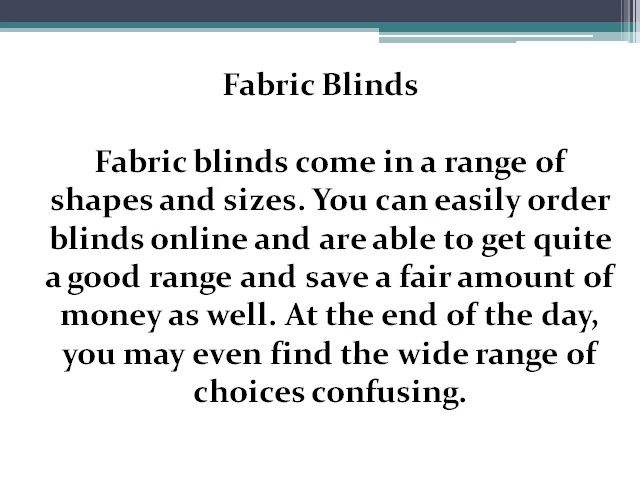 Fabric Blinds
Fabric blinds come in a range of
shapes and sizes. You can easily order
blinds online and are able to get quite
a good range and save a fair amount of
money as well. At the end of the day,
you may even find the wide range of
choices confusing.